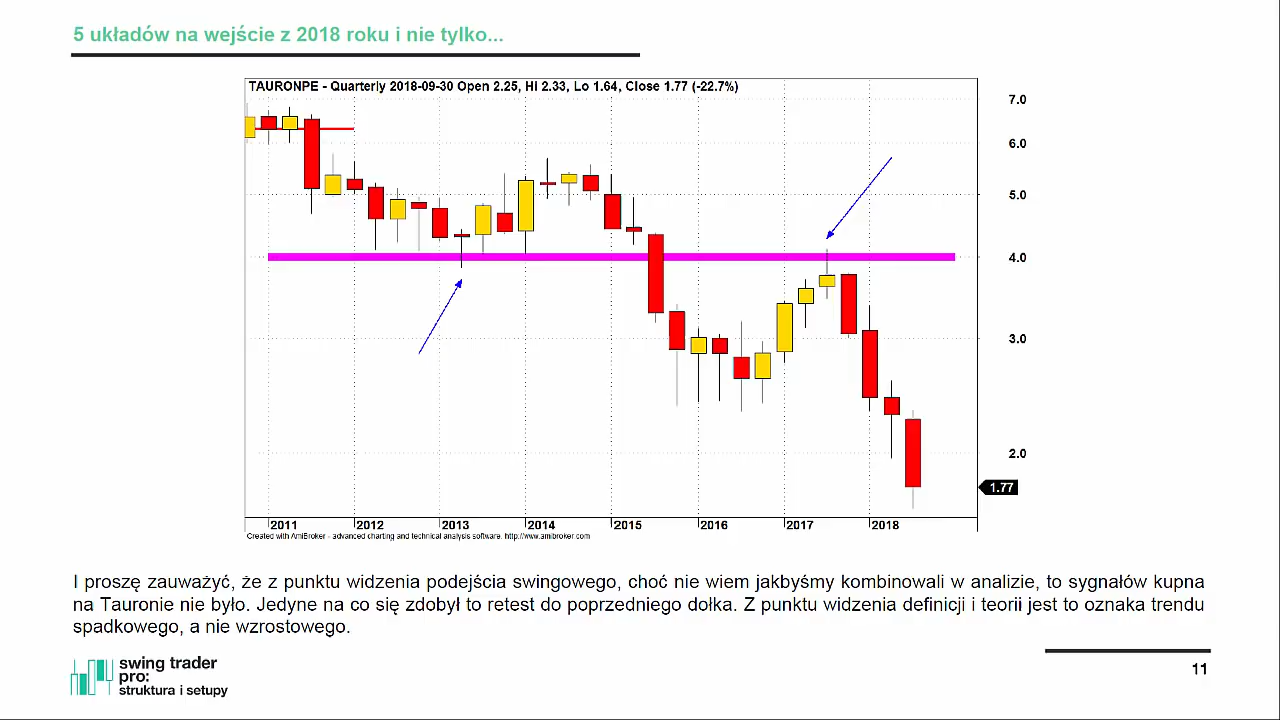 5 układów na wejście z 2018 roku i nie tylko...
TAURONPE - Quarterly 2018-09-30 Open 2.25, Hi 2.33, Lo 1.64, Close 1.77 (-22.7%)
7.0
6.0
5.0
4.0
3.0
2.0
1.77
2011 2012 2013 2014 2015 2016 2017 2018
Created with AmiBroker - advanced charting and technical analysis software. http://www.amibroker.com
I proszę zauważyć, że z punktu widzenia podejścia swingowego, choć nie wiem jakbyśmy kombinowali w analizie, to sygnałów kupna
na Tauronie nie było. Jedyne na co się zdobył to retest do poprzedniego dołka. Z punktu widzenia definicji i teorii jest to oznaka trendu
spadkowego, a nie wzrostowego.
swing trader
pro:
struktura i setupy
11